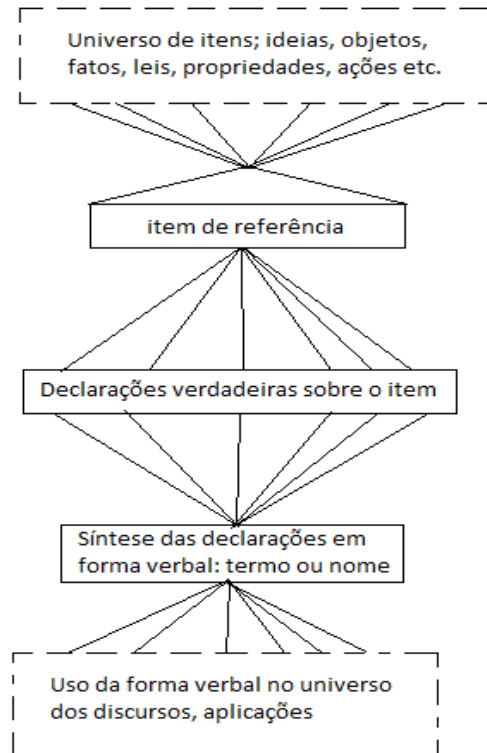 Universo de itens; ideias, objetos,
fatos, leis, propriedades, ações etc.
item de referência
Declarações verdadeiras sobre o item
Síntese das declarações em
forma verbal: termo ou nome
Uso da forma verbal no universo
dos discursos, aplicações